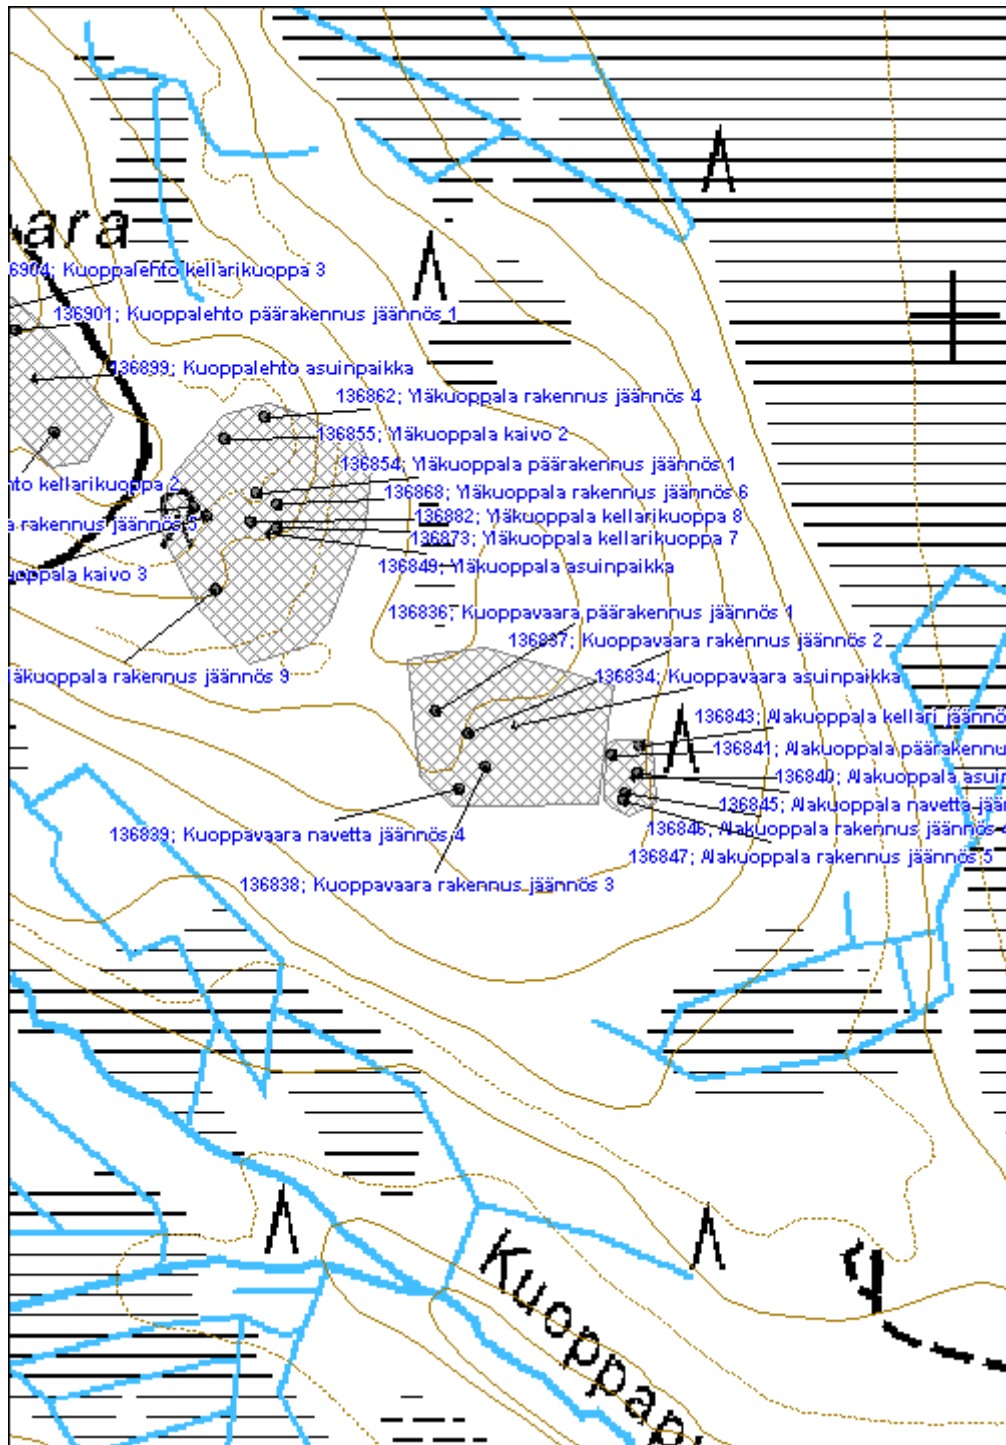 aara
6904; Kuoppalehto kellarikuoppa 3
136901; Kuoppalehto päärakennus jäännös 1
136899; Kuoppalehto asuinpaikka
136862; Yläkuoppala rakennus jäännös 4
136855; Yläkuoppala kaivo 2
136854; Yläkuoppala päärakennus jäännös 1
hto kellarikuoppa 2
136868; Yläkuoppala rakennus jäännös 6
136882; Yläkuoppala kellarikuoppa 8
a rakennus jäännös 5
136873; Yläkuoppala kellarikuoppa 7
136849; Yläkuoppala asuinpaikka
uoppala kaivo 3
136836; Kuoppavaara päärakennus jäännös 1
136837; Kuoppavaara rakennus jäännös 2
läkuoppala rakennus jäännös 9
136834; Kuoppavaara asuinpaikka
136843; Alakuoppala kellari jäännö
136841; Alakuoppala päärakennu
136840; Alakuoppala asuin
136845; Alakuoppala navetta jää
136846; Alakuoppala rakennus jäännös 4
136839; Kuoppavaara navetta jäännös 4
136847; Alakuoppala rakennus jäännös 5
136838; Kuoppavaara rakennus jäännös 3
Kuoppap